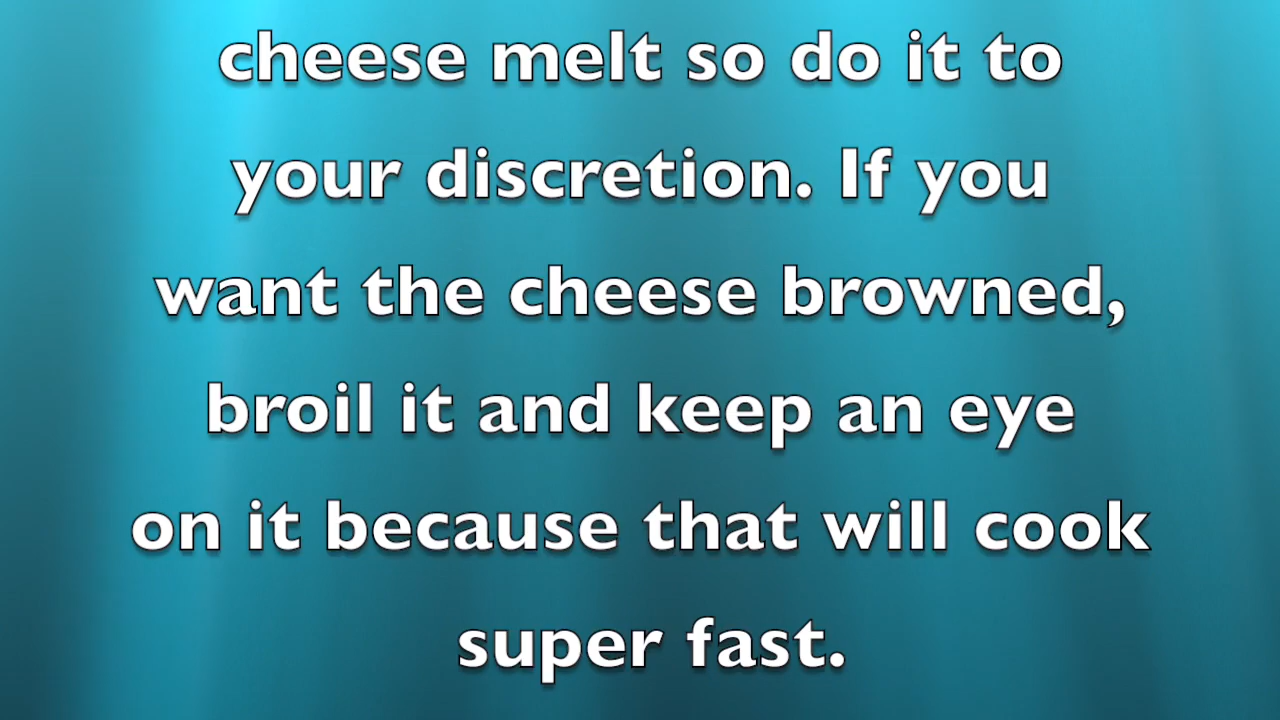 cheese melt so do it to
your discretion. If you
want the cheese browned,
broil it and keep an eye
on it because that will cook
super fast.